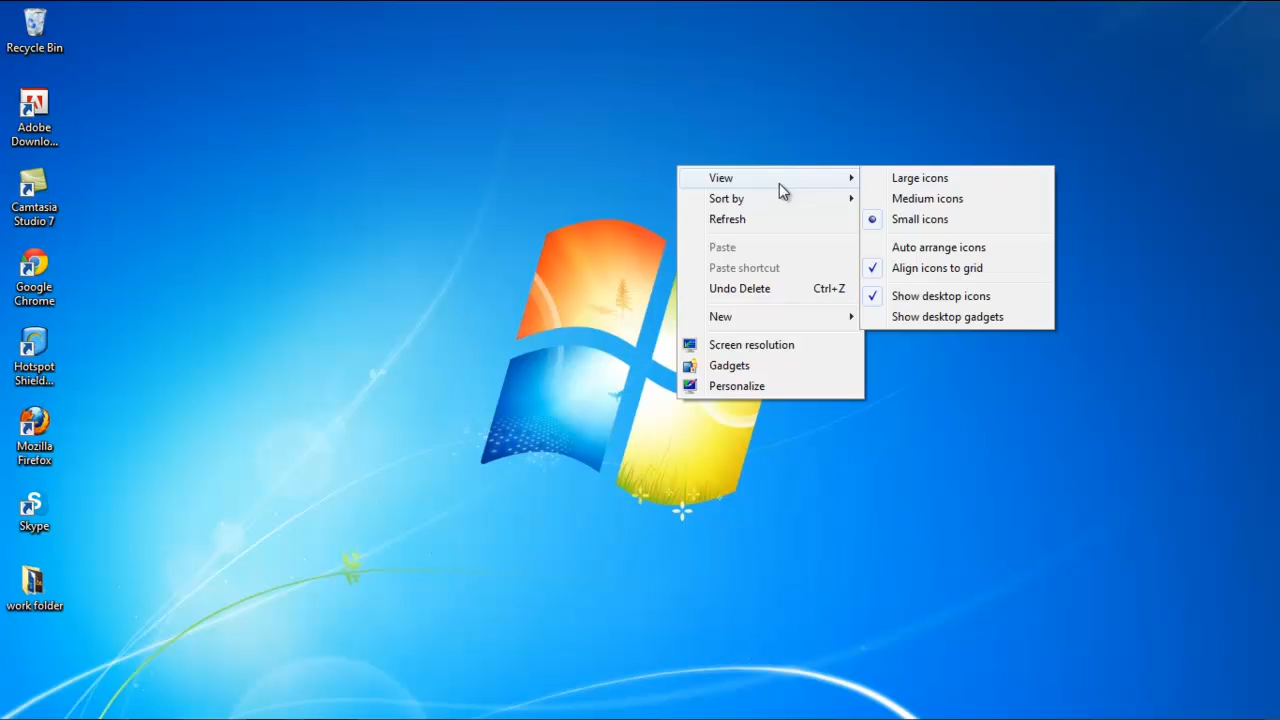 Recycle Bin
Adobe
Downlo...
Camtasia
Studio 7
Google
Chrome
Hotspot
Shield...
Mozilla
Firefox
Skype
work folder
View
Sort by
Refresh
Paste
Paste shortcut
Undo Delete Ctrl+Z
New
Screen resolution
Gadgets
Personalize
Large icons
Medium icons
Small icons
Auto arrange icons
Align icons to grid
Show desktop icons
Show desktop gadgets